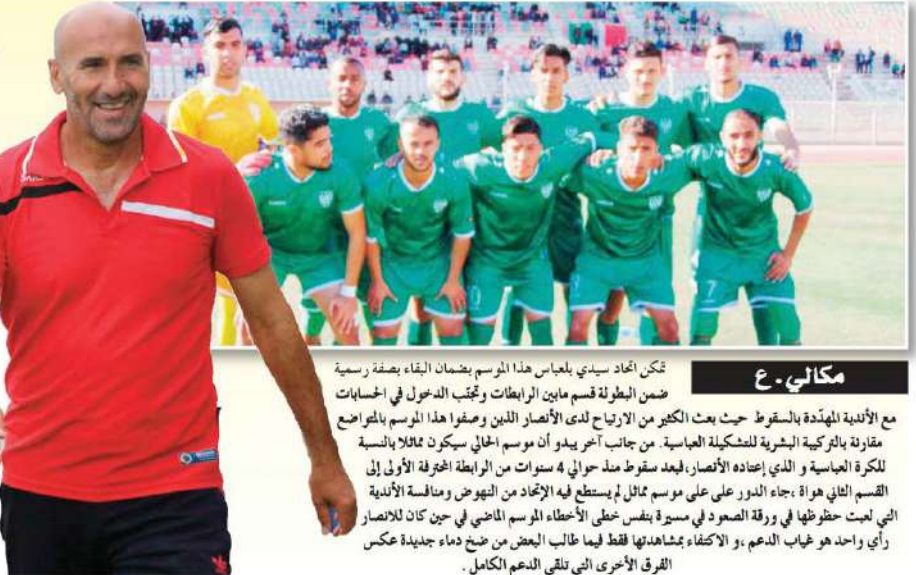 مكالي.ع
تمكن اتحاد سيدي بلعباس هذا الموسم بضمان البقاء بصفة رسمية
ضمن البطولة قسم مابين الرابطات وتجنّب الدخول في الحسابات
مع الأندية المهدّدة بالسقوط حيث بعث الكثير من الارتياح لدى الأنصار اللذين وصفوا هذا الموسم بالمتواضع
مقارنة بالتركيبة البشرية للتشكيلة العباسية. من جانب آخر يبدو أن موسم الحالي سيكون مماثلا بالنسبة
للكرة العباسية و الذي إعتاده الأنصار،فبعد سقوط منذ حوالي 4 سنوات من الرابطة المحترفة الأولى إلى
القسم الثاني هواة ،جاء الدور على على موسم مماثل لم يستطع فيه الإتحاد من النهوض ومنافسة الأندية
التي لعبت حظوظها في ورقة الصعود في مسيرة بنفس خطى الأخطاء الموسم الماضي في حين كان للانصار
رأي واحد هو غياب الدعم ،و الاكتفاء بمشاهدتها فقط فيما طالب البعض من ضخ دماء جديدة عكس
الفرق الأخرى التي تلقى الدعم الكامل .